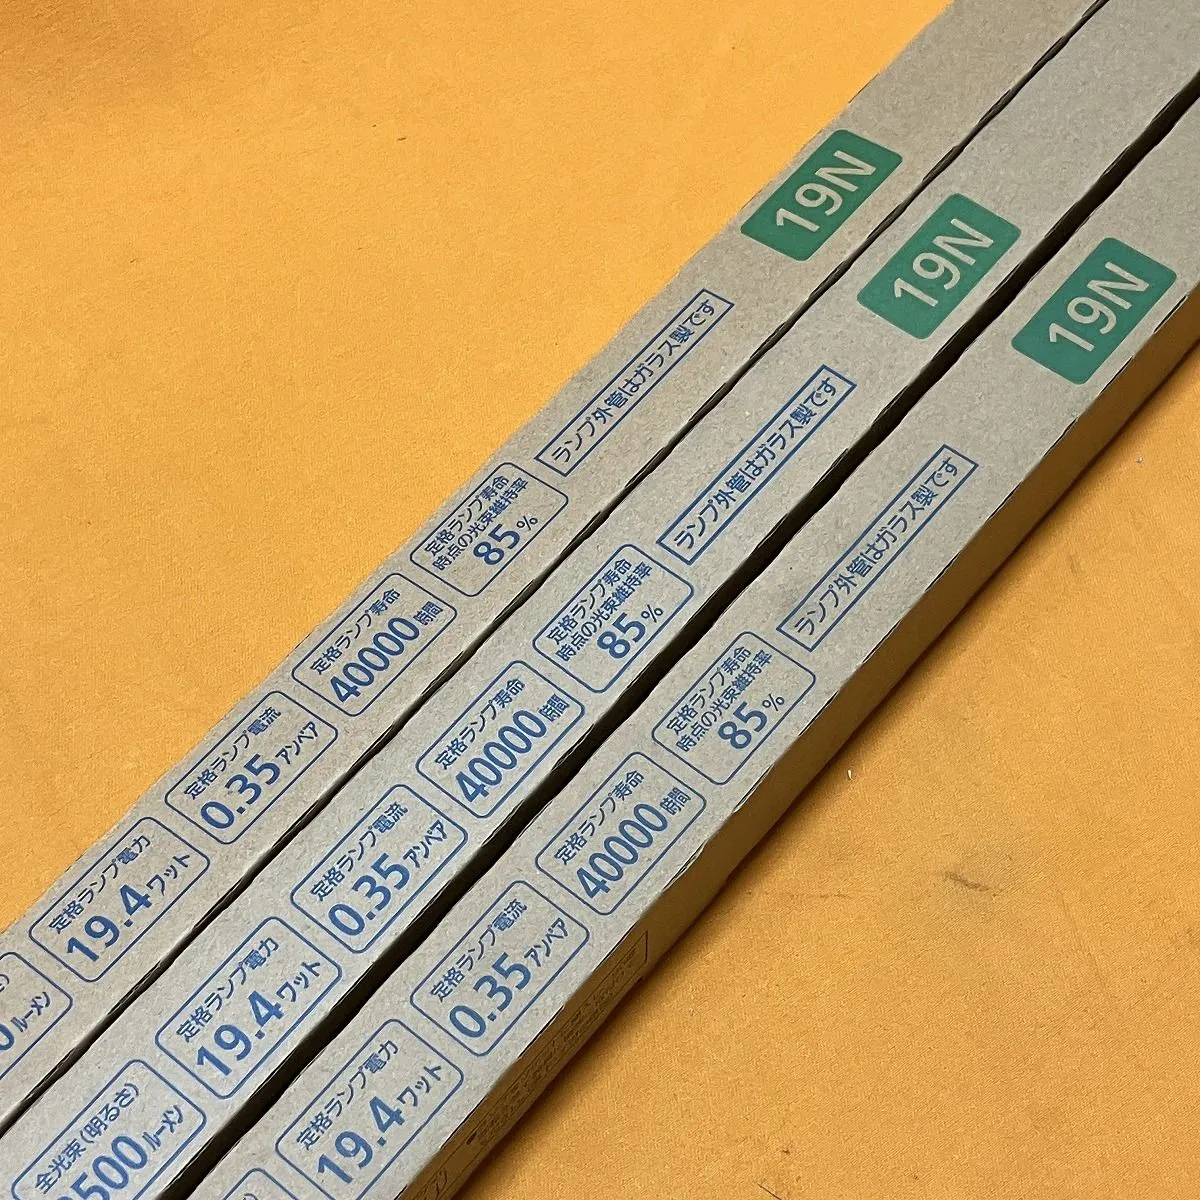 19N
ランプ外管はガラス製です
定格ランプ寿命
時点の光束維持率
85%
定格ランプ寿命
40000時間
定格ランプ電流
0.35アンペア
定格ランプ電力
19.4ワット
ルーメン
19N
ランプ外管はガラス製です
定格ランプ寿命
時点の光束維持率
85%
定格ランプ寿命
40000時間
定格ランプ電流
0.35アンペア
定格ランプ電力
19.4ワット
全光束(明るさ)
500ルーメン
19N
ランプ外管はガラス製です
定格ランプ寿命
時点の光束維持率
85%
定格ランプ寿命
40000時間
定格ランプ電流
0.35アンペア
定格ランプ電力
19.4ワット